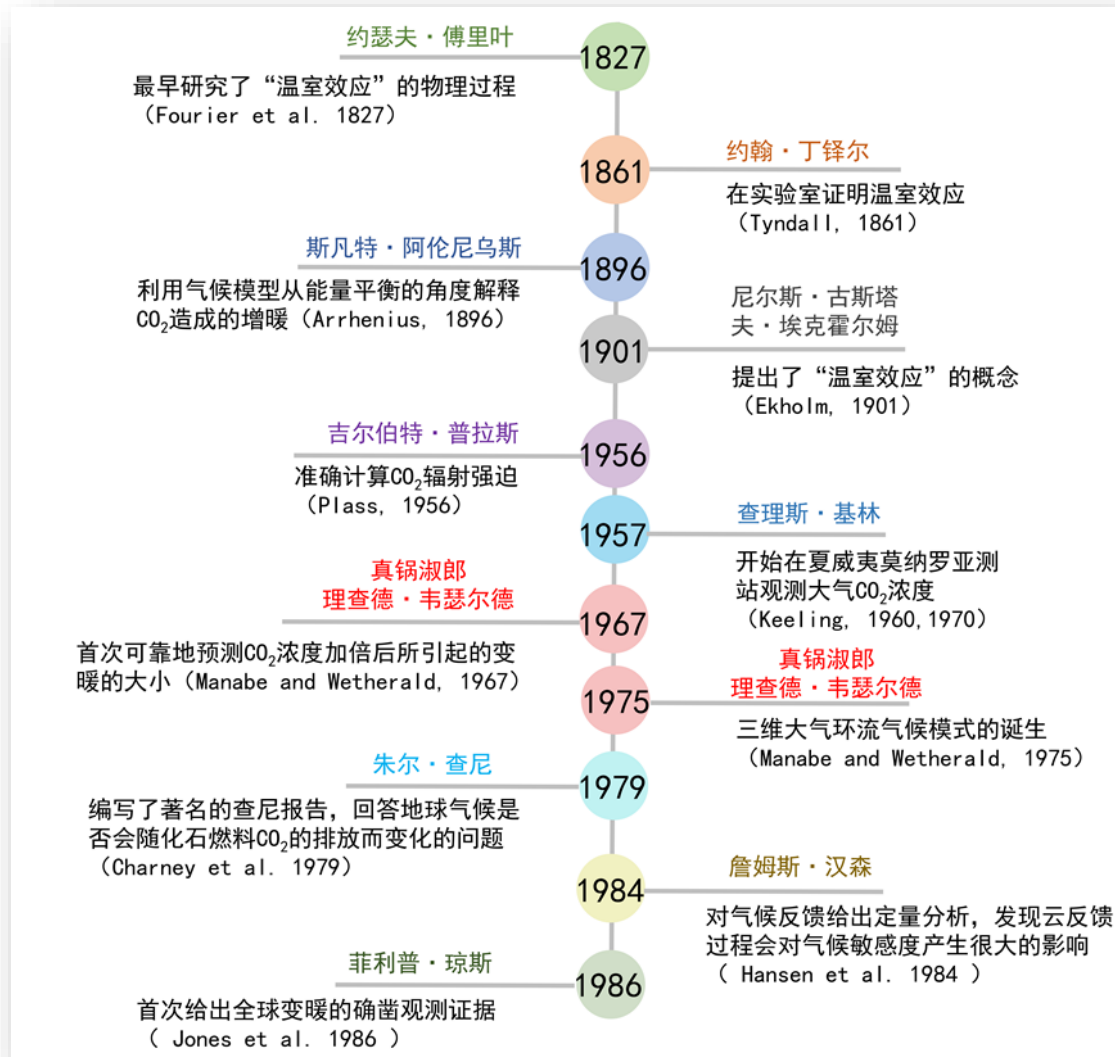 约瑟夫·傅里叶
1827
最早研究了“温室效应”的物理过程
（Fourier et al. 1827）
1861
约翰·丁铎尔
在实验室证明温室效应
（Tyndall, 1861）
斯凡特·阿伦尼乌斯
1896
利用气候模型从能量平衡的角度解释
CO₂造成的增暖（Arrhenius, 1896）
尼尔斯·古斯塔
夫·埃克霍尔姆
1901
提出了“温室效应”的概念
（Ekholm, 1901）
吉尔伯特·普拉斯
1956
准确计算CO₂辐射强迫
（Plass, 1956）
1957
查理斯·基林
开始在夏威夷莫纳罗亚测
站观测大气CO₂浓度
（Keeling, 1960,1970）
真锅淑郎
理查德·韦瑟尔德
1967
首次可靠地预测CO₂浓度加倍后所引起的变
暖的大小（Manabe and Wetherald, 1967）
真锅淑郎
理查德·韦瑟尔德
1975
三维大气环流气候模式的诞生
（Manabe and Wetherald, 1975）
朱尔·查尼
1979
编写了著名的查尼报告，回答地球气候是
否会随化石燃料CO₂的排放而变化的问题
（Charney et al. 1979）
1984
詹姆斯·汉森
对气候反馈给出定量分析，发现云反馈
过程会对气候敏感度产生很大的影响
（ Hansen et al. 1984 ）
菲利普·琼斯
1986
首次给出全球变暖的确凿观测证据
（ Jones et al. 1986 ）